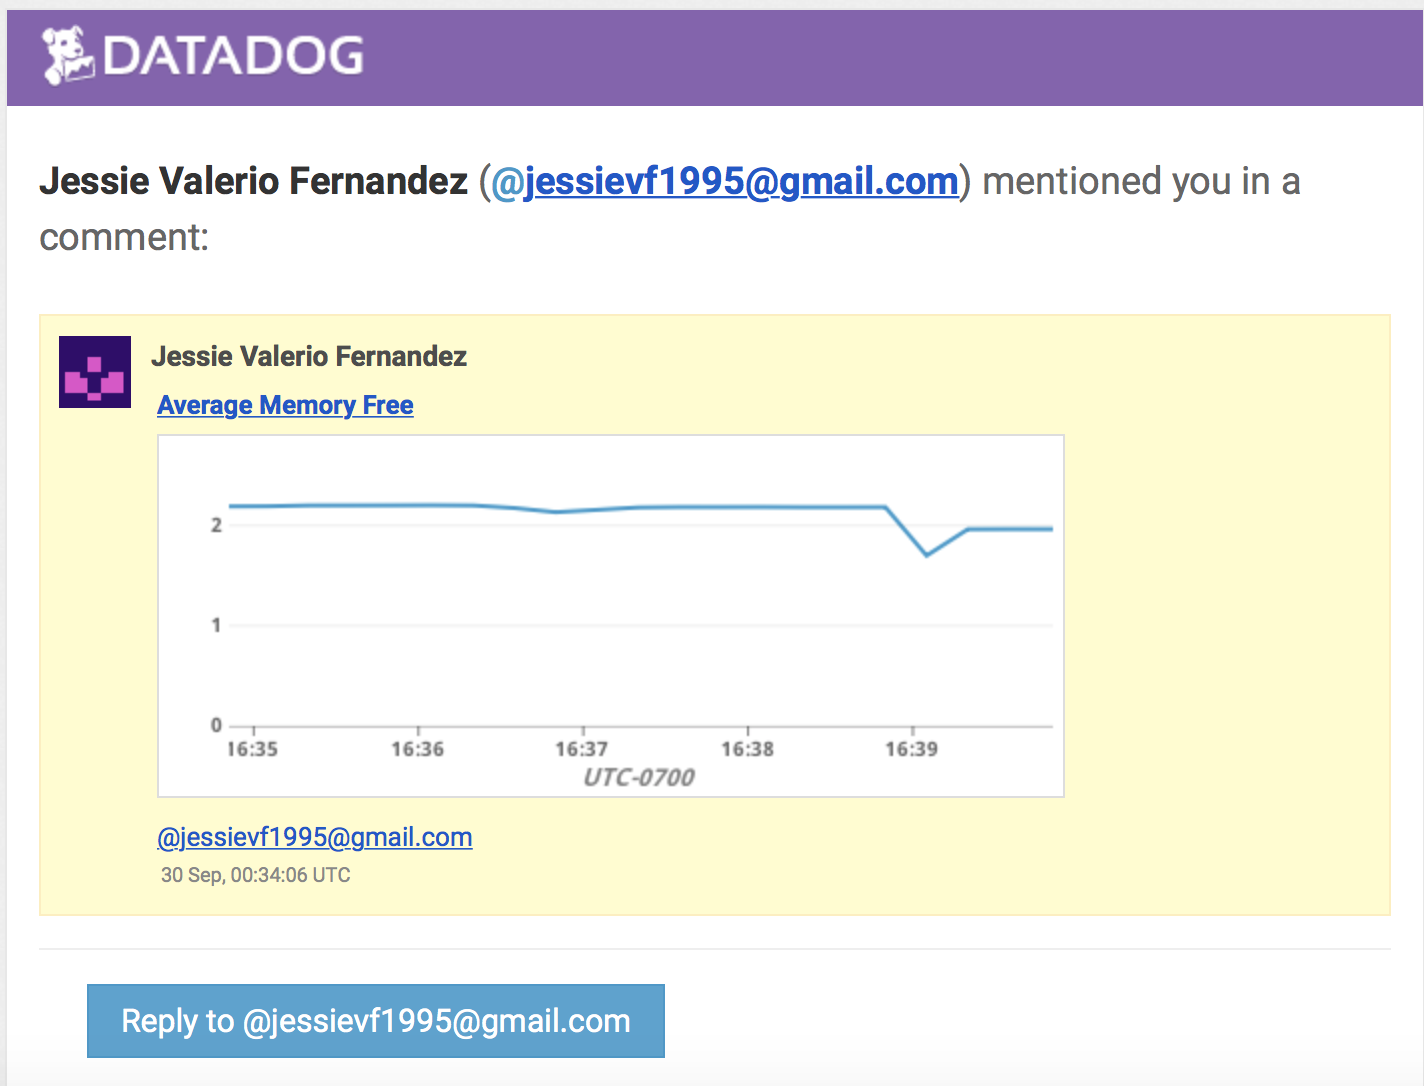 DATADOG
Jessie Valerio Fernandez (@jessievf1995@gmail.com) mentioned you in a
comment:
Jessie Valerio Fernandez
Average Memory Free
2
1
0
16:35 16:36 16:37 16:38 16:39
UTC-0700
@jessievf1995@gmail.com
30 Sep, 00:34:06 UTC
Reply to @jessievf1995@gmail.com